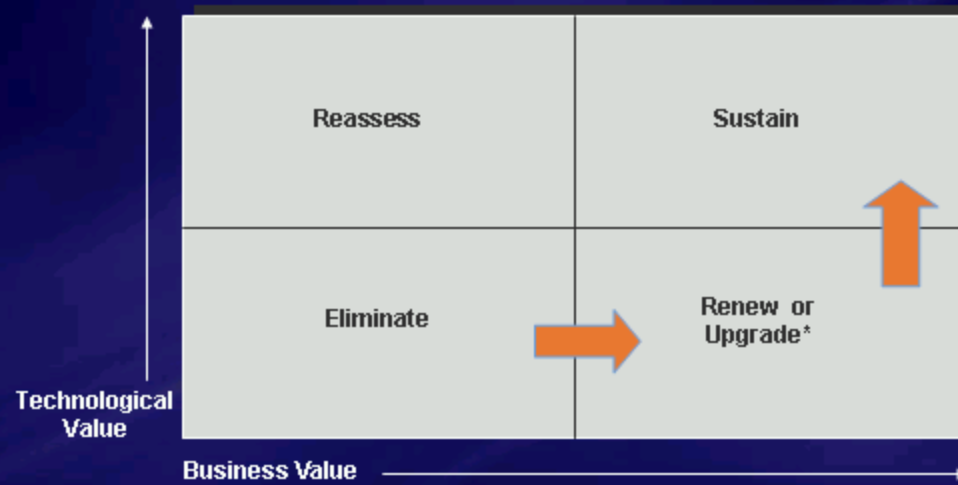 Reassess
Sustain
Eliminate
Renew or
Upgrade*
Technological
Value
Business Value